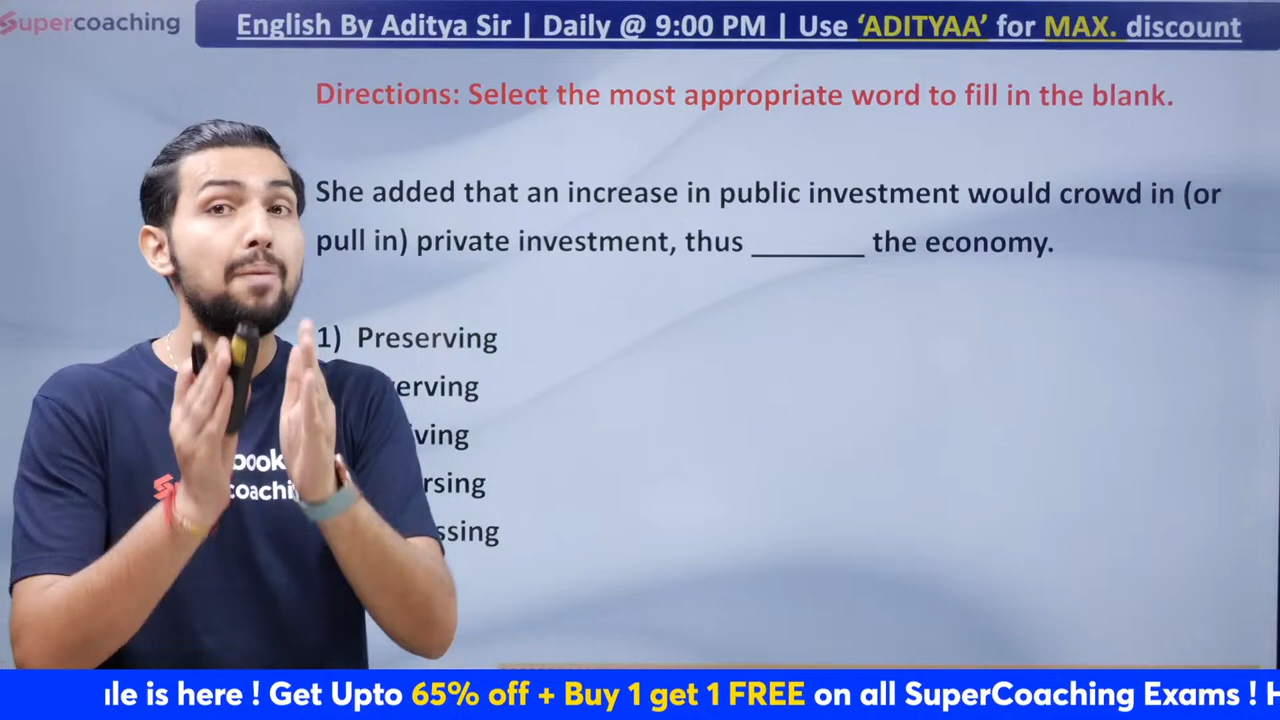 Supercoaching
English By Aditya Sir | Daily @ 9:00 PM | Use ‘ADITYAA’ for MAX. discount
Directions: Select the most appropriate word to fill in the blank.
She added that an increase in public investment would crowd in (or
pull in) private investment, thus ________ the economy.
1) Preserving
erving
ving
rsing
ssing
book
coachi
le is here ! Get Upto 65% off + Buy 1 get 1 FREE on all SuperCoaching Exams ! H